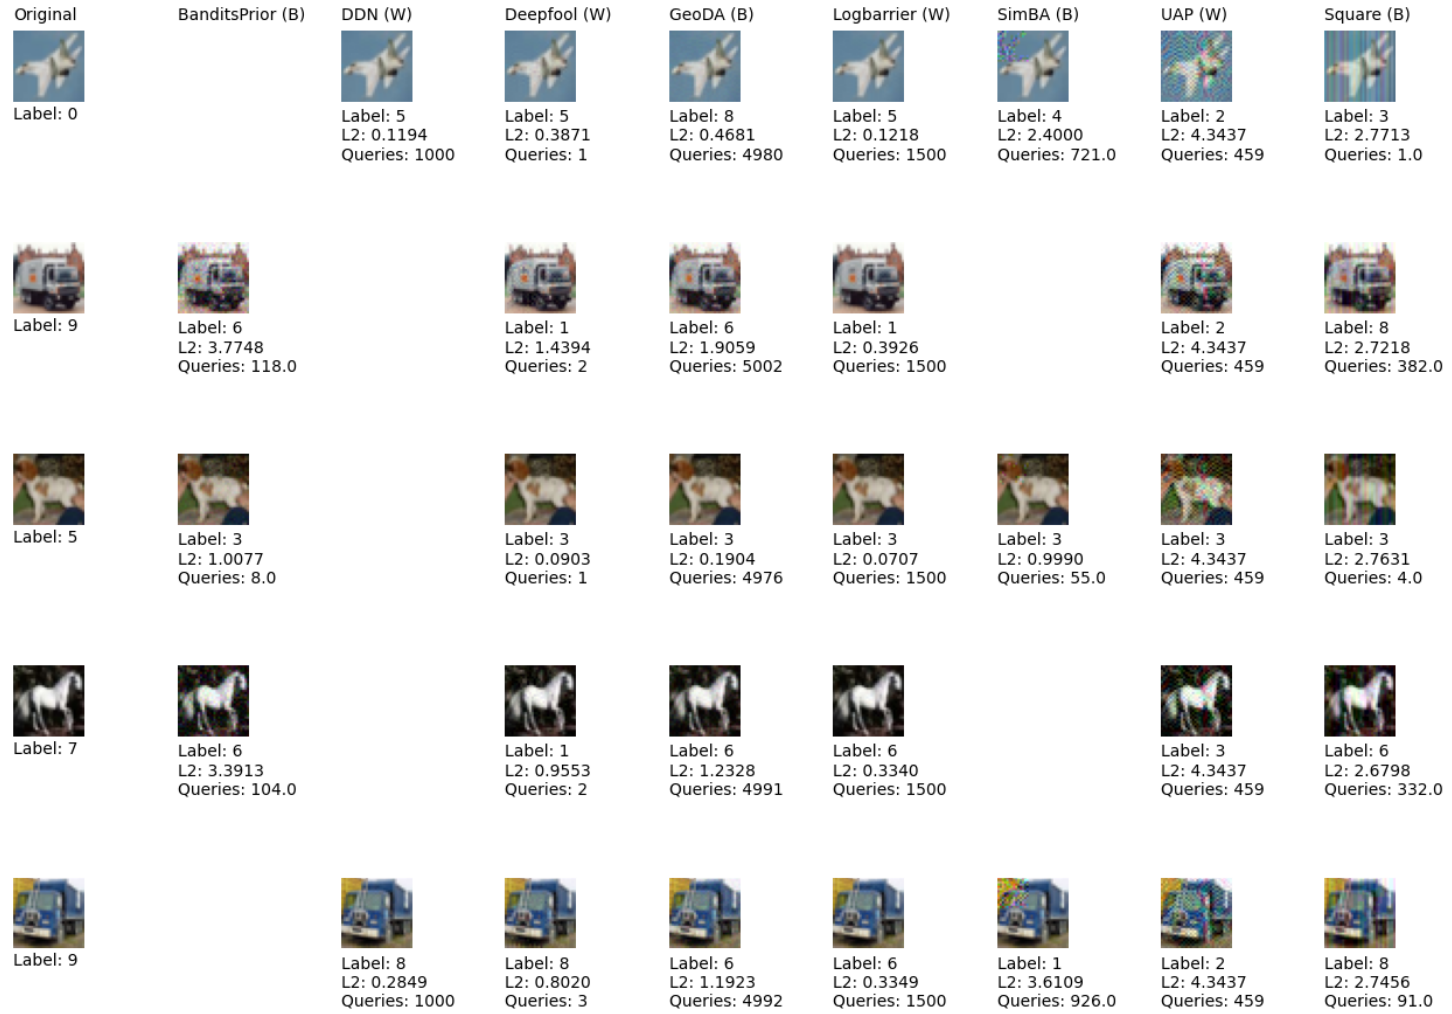 Original BanditsPrior (B) DDN (W) Deepfool (W) GeoDA (B) Logbarrier (W) SimBA (B) UAP (W) Square (B)
Label: 0 Label: 5 Label: 5 Label: 8 Label: 5 Label: 4 Label: 2 Label: 3
L2: 0.1194 L2: 0.3871 L2: 0.4681 L2: 0.1218 L2: 2.4000 L2: 4.3437 L2: 2.7713
Queries: 1000 Queries: 1 Queries: 4980 Queries: 1500 Queries: 721.0 Queries: 459 Queries: 1.0
Label: 9 Label: 6 Label: 1 Label: 6 Label: 1 Label: 2 Label: 8
L2: 3.7748 L2: 1.4394 L2: 1.9059 L2: 0.3926 L2: 4.3437 L2: 2.7218
Queries: 118.0 Queries: 2 Queries: 5002 Queries: 1500 Queries: 459 Queries: 382.0
Label: 5 Label: 3 Label: 3 Label: 3 Label: 3 Label: 3 Label: 3 Label: 3
L2: 1.0077 L2: 0.0903 L2: 0.1904 L2: 0.0707 L2: 0.9990 L2: 4.3437 L2: 2.7631
Queries: 8.0 Queries: 1 Queries: 4976 Queries: 1500 Queries: 55.0 Queries: 459 Queries: 4.0
Label: 7 Label: 6 Label: 1 Label: 6 Label: 6 Label: 3 Label: 6
L2: 3.3913 L2: 0.9553 L2: 1.2328 L2: 0.3340 L2: 4.3437 L2: 2.6798
Queries: 104.0 Queries: 2 Queries: 4991 Queries: 1500 Queries: 459 Queries: 332.0
Label: 9 Label: 8 Label: 8 Label: 6 Label: 6 Label: 1 Label: 2 Label: 8
L2: 0.2849 L2: 0.8020 L2: 1.1923 L2: 0.3349 L2: 3.6109 L2: 4.3437 L2: 2.7456
Queries: 1000 Queries: 3 Queries: 4992 Queries: 1500 Queries: 926.0 Queries: 459 Queries: 91.0